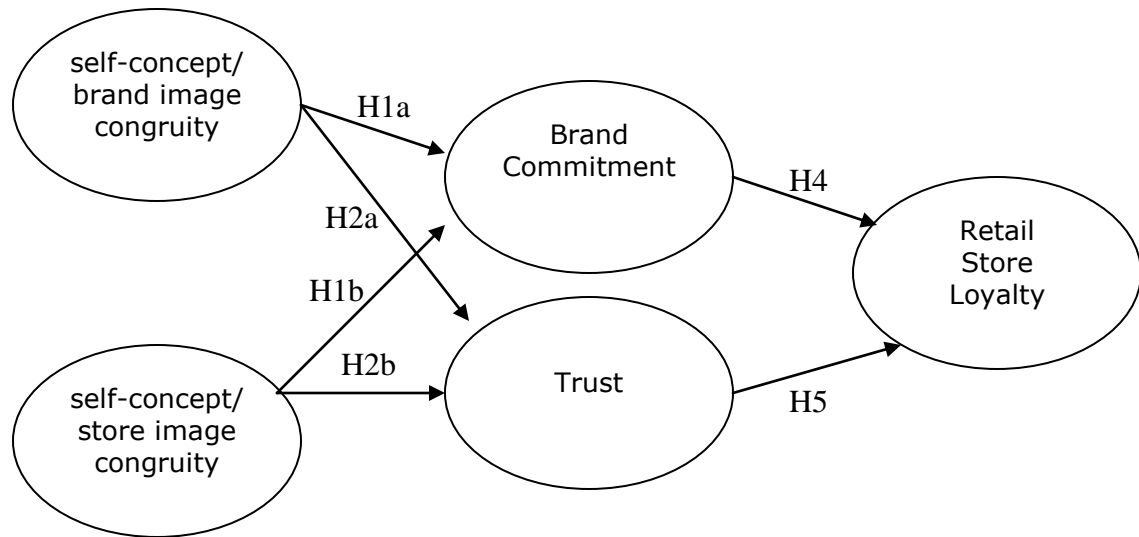 self-concept/
brand image
congruity
H1a
Brand
Commitment
H4
H2a
Retail
Store
Loyalty
H1b
H2b
self-concept/
store image
congruity
Trust
H5